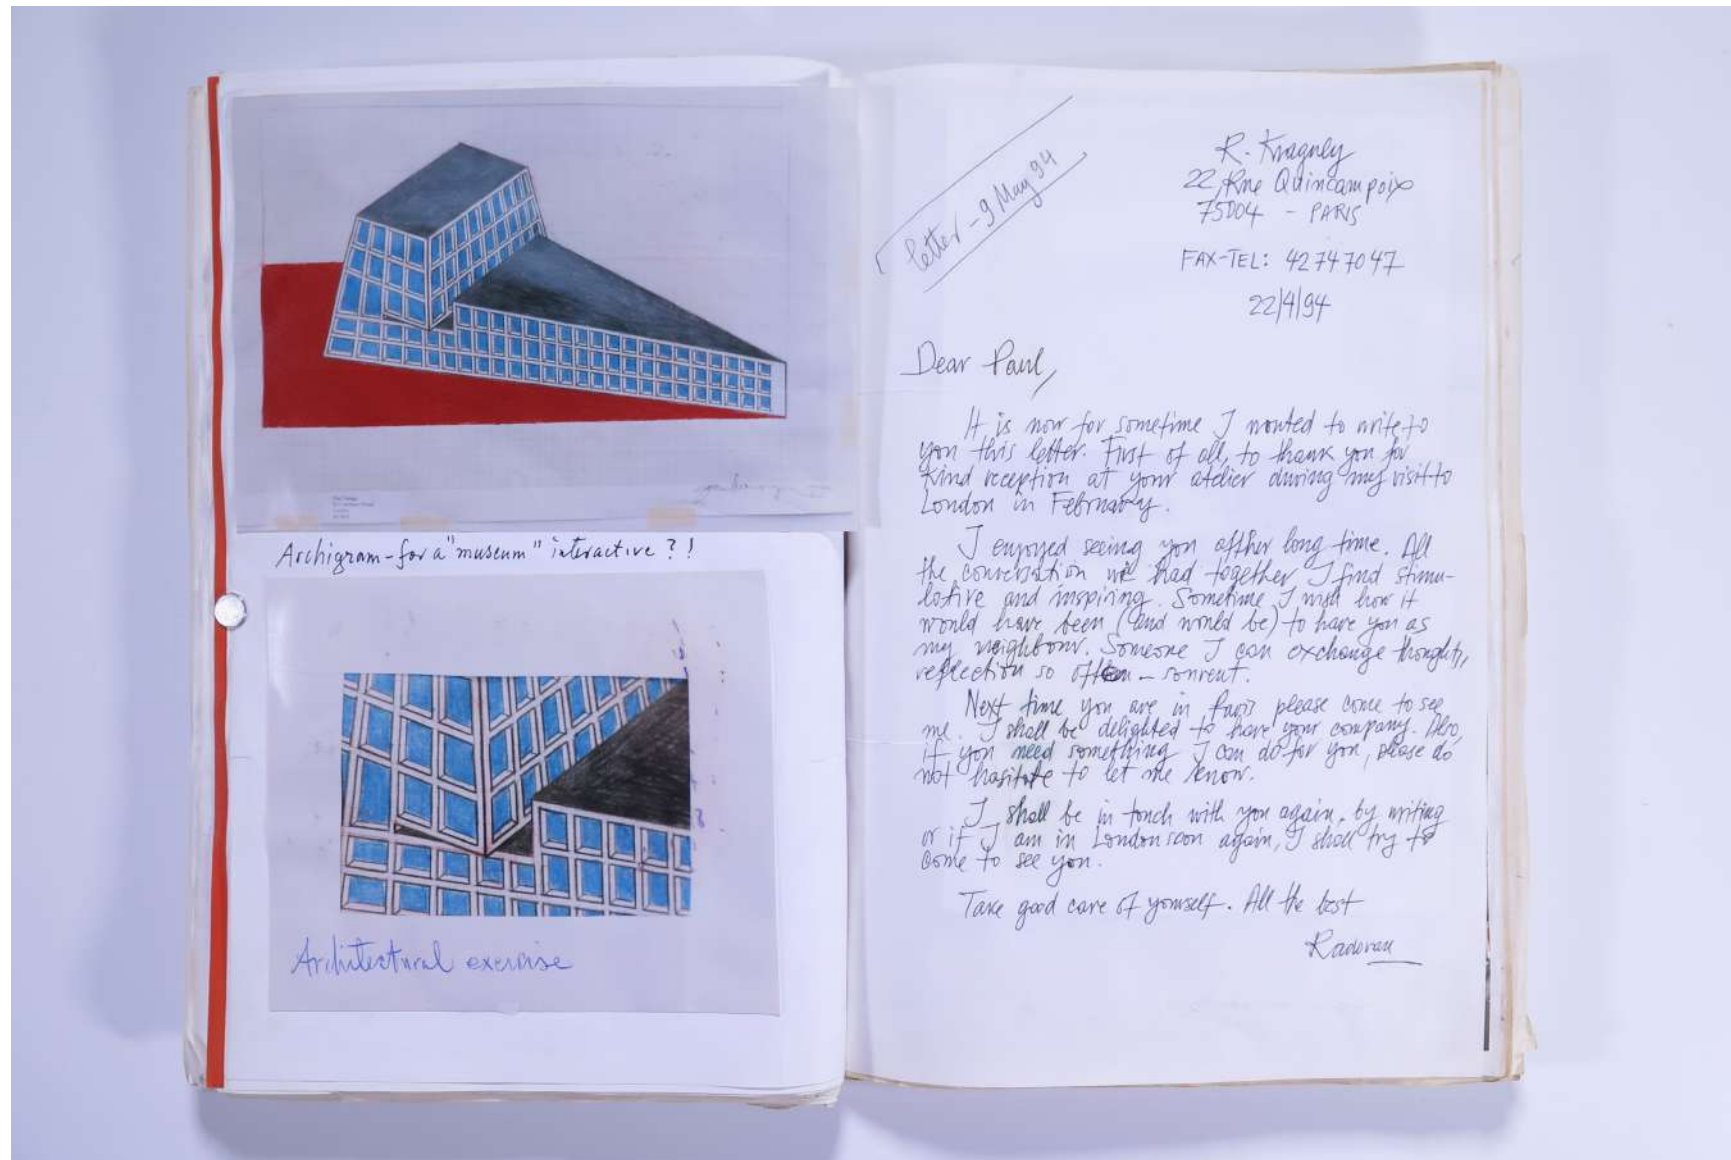 Archigram-for a "museum" interactive ? !
Architectural exercise
letter - 9 May 94
R. Kragney
22, Rue Quincampoix
75004 - PARIS
FAX-TEL: 42747047
22/4/94
Dear Paul,
It is now for sometime I wanted to write to
you this letter. First of all, to thank you for
kind reception at your atelier during my visit to
London in February.
I enjoyed seeing you afther long time. All
the conversation we had together I find stimu-
lative and inspiring. Sometime I wish how it
would have been (and would be) to have you as
my neighbour. Someone I can exchange thoughts,
reflection so often - souvent.
Next time you are in Paris please come to see
me. I shall be delighted to have your company. Also,
if you need something I can do for you, please do
not hasitate to let me know.
I shall be in touch with you again, by writing
or if I am in London soon again, I shall try to
come to see you.
Take good care of yourself. All the best
Radovan